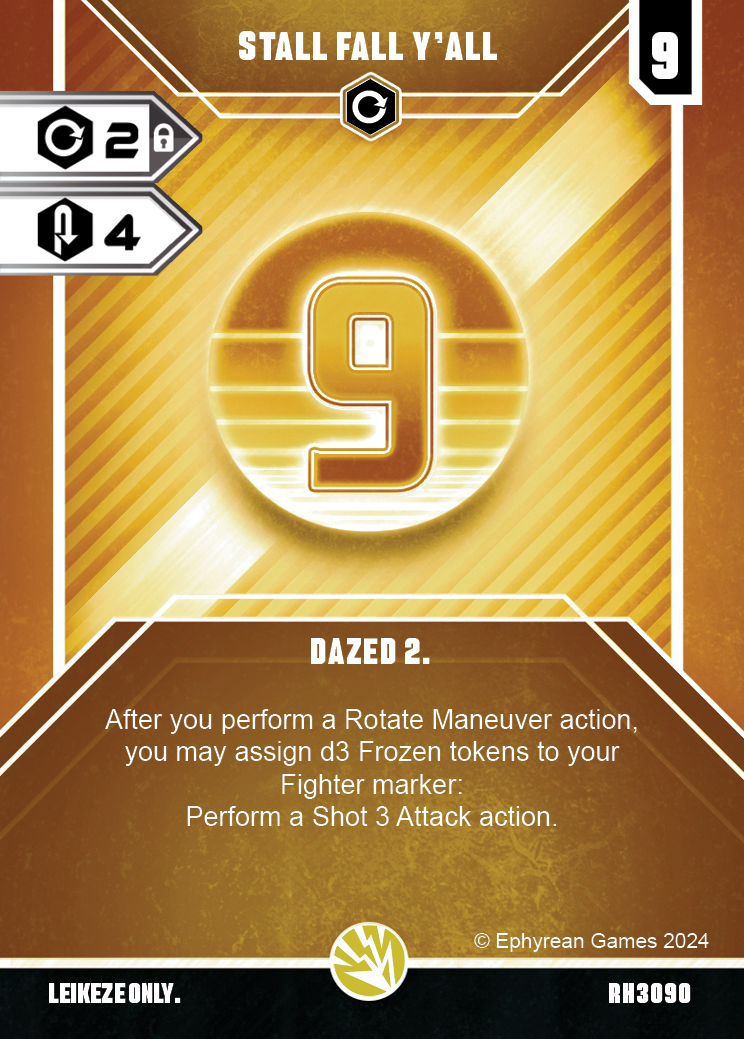 STALL FALL Y'ALL
9
2
4
9
DAZED 2.
After you perform a Rotate Maneuver action,
you may assign d3 Frozen tokens to your
Fighter marker:
Perform a Shot 3 Attack action.
© Ephyrean Games 2024
LEIKEZE ONLY.
RH3090